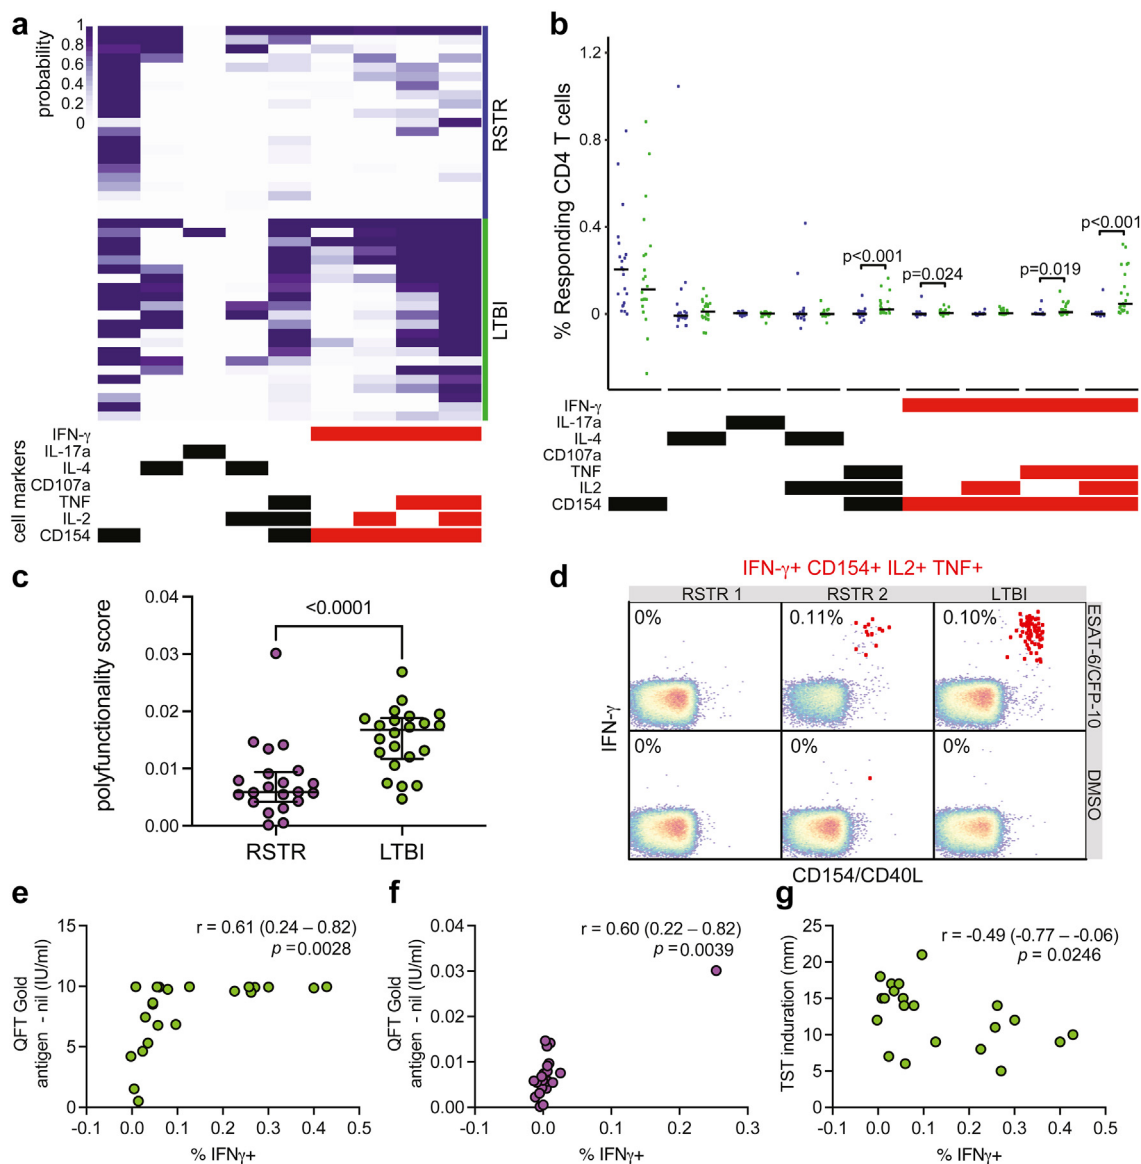 a
probability
1
0.8
0.6
0.4
0.2
0
RSTR
LTBI
cell markers
IFN-γ
IL-17a
IL-4
CD107a
TNF
IL-2
CD154
b
% Responding CD4 T cells
1.2
0.8
0.4
0
p<0.001
p=0.024
p=0.019
p<0.001
IFN-γ
IL-17a
IL-4
CD107a
TNF
IL2
CD154
c
polyfunctionality score
0.04
0.03
0.02
0.01
0.00
<0.0001
RSTR
LTBI
d
IFN-γ+ CD154+ IL2+ TNF+
RSTR 1
RSTR 2
LTBI
0%
0.11%
0.10%
ESAT-6/CFP-10
0%
0%
0%
DMSO
IFN-γ
CD154/CD40L
e
QFT Gold
antigen - nil (IU/ml)
15
10
5
0
r = 0.61 (0.24 – 0.82)
p=0.0028
-0.1 0.0 0.1 0.2 0.3 0.4 0.5
% IFNγ+
f
QFT Gold
antigen - nil (IU/ml)
0.04
0.03
0.02
0.01
0.00
r = 0.60 (0.22 – 0.82)
p=0.0039
-0.1 0.0 0.1 0.2 0.3
% IFNγ+
g
TST induration (mm)
25
20
15
10
5
0
r = -0.49 (-0.77 – -0.06)
p = 0.0246
-0.1 0.0 0.1 0.2 0.3 0.4 0.5
% IFNγ+